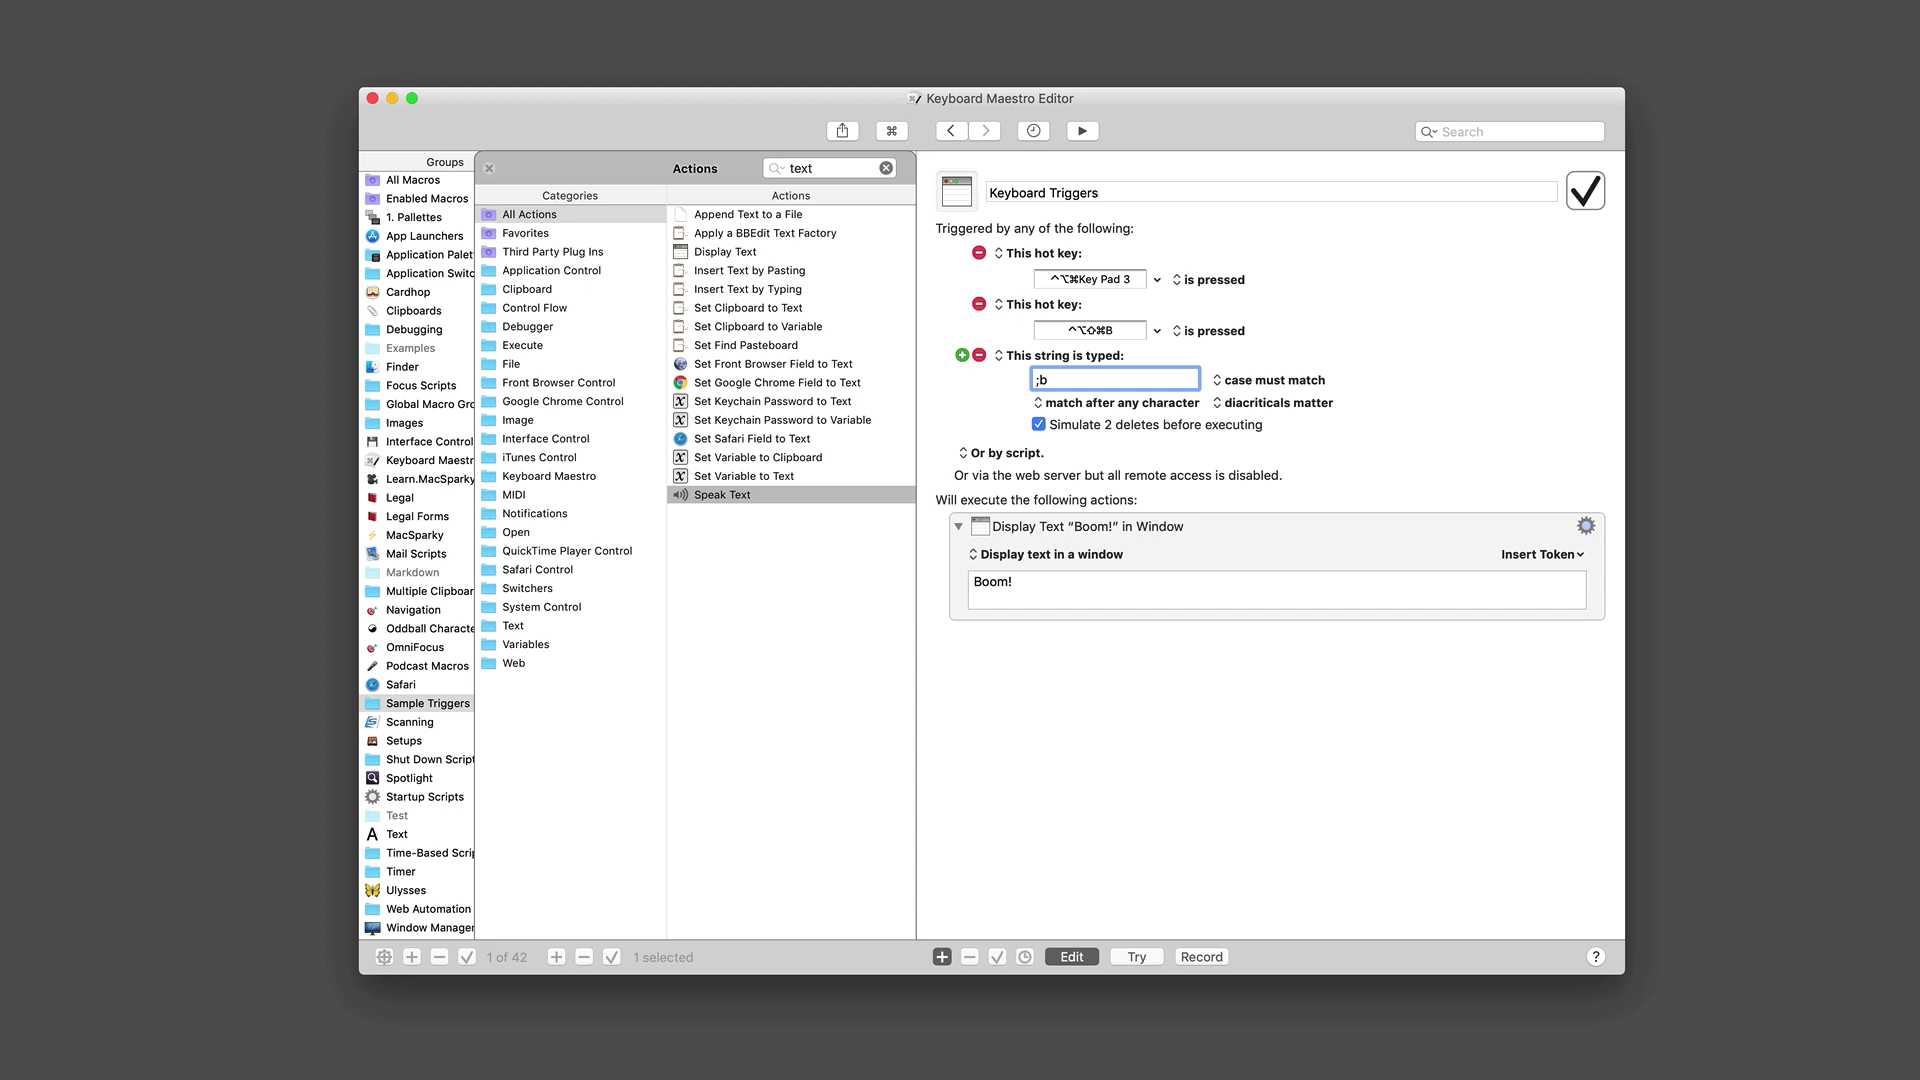 Keyboard Maestro Editor
Search
Groups
All Macros
Enabled Macros
1. Pallettes
App Launchers
Application Palet
Application Switc
Cardhop
Clipboards
Debugging
Examples
Finder
Focus Scripts
Global Macro Gro
Images
Interface Control
Keyboard Maestr
Learn.MacSparky
Legal
Legal Forms
MacSparky
Mail Scripts
Markdown
Multiple Clipboar
Navigation
Oddball Characte
OmniFocus
Podcast Macros
Safari
Sample Triggers
Scanning
Setups
Shut Down Script
Spotlight
Startup Scripts
Test
Text
Time-Based Scrip
Timer
Ulysses
Web Automation
Window Manager
Actions
text
Categories
All Actions
Favorites
Third Party Plug Ins
Application Control
Clipboard
Control Flow
Debugger
Execute
File
Front Browser Control
Google Chrome Control
Image
Interface Control
iTunes Control
Keyboard Maestro
MIDI
Notifications
Open
QuickTime Player Control
Safari Control
Switchers
System Control
Text
Variables
Web
Actions
Append Text to a File
Apply a BBEdit Text Factory
Display Text
Insert Text by Pasting
Insert Text by Typing
Set Clipboard to Text
Set Clipboard to Variable
Set Find Pasteboard
Set Front Browser Field to Text
Set Google Chrome Field to Text
Set Keychain Password to Text
Set Keychain Password to Variable
Set Safari Field to Text
Set Variable to Clipboard
Set Variable to Text
Speak Text
Keyboard Triggers
Triggered by any of the following:
This hot key:
⌃⌥⌘Key Pad 3 is pressed
This hot key:
⌃⌥⇧⌘B is pressed
This string is typed:
;b case must match
match after any character diacriticals matter
Simulate 2 deletes before executing
Or by script.
Or via the web server but all remote access is disabled.
Will execute the following actions:
Display Text “Boom!” in Window
Display text in a window Insert Token
Boom!
1 of 42 1 selected Edit Try Record ?